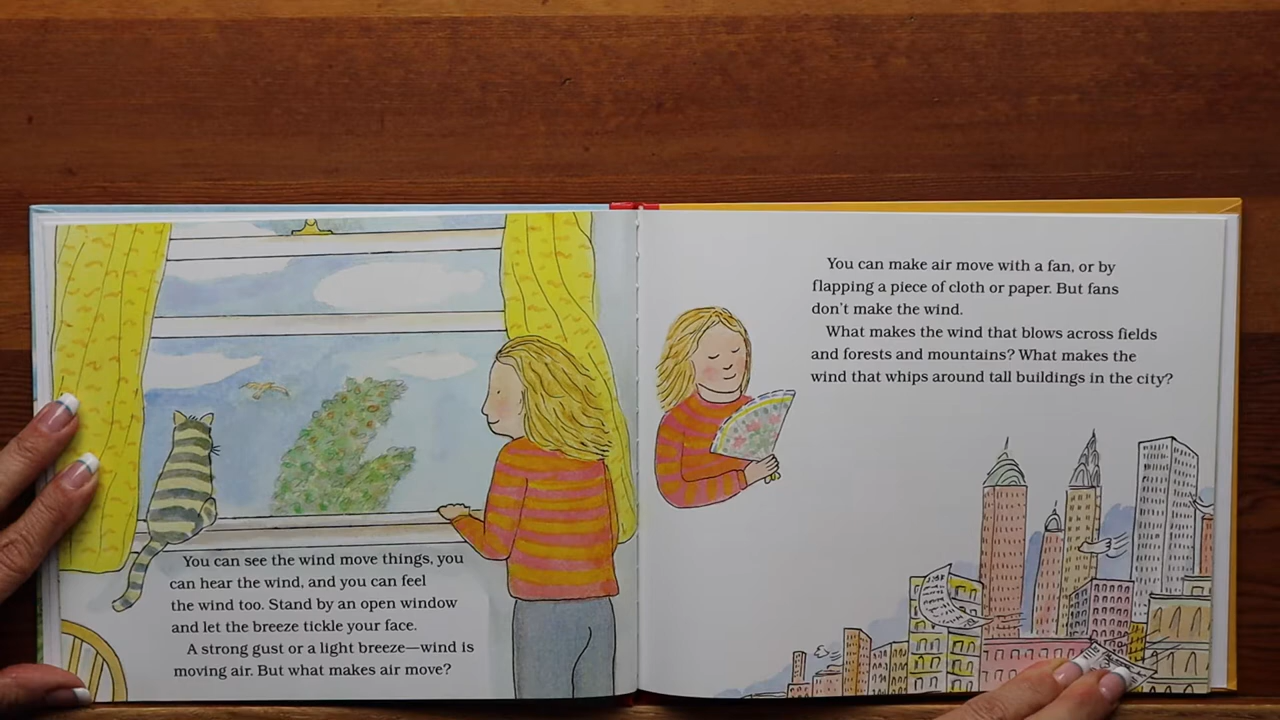 You can see the wind move things, you
can hear the wind, and you can feel
the wind too. Stand by an open window
and let the breeze tickle your face.
A strong gust or a light breeze—wind is
moving air. But what makes air move?
You can make air move with a fan, or by
flapping a piece of cloth or paper. But fans
don't make the wind.
What makes the wind that blows across fields
and forests and mountains? What makes the
wind that whips around tall buildings in the city?